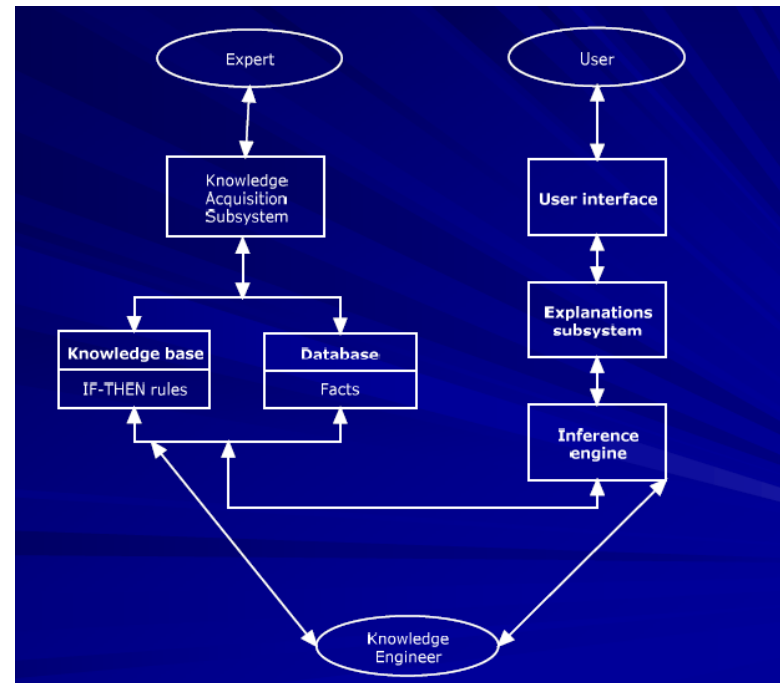 Expert
User
Knowledge
Acquisition
Subsystem
User interface
Explanations
subsystem
Knowledge base
IF-THEN rules
Database
Facts
Inference
engine
Knowledge
Engineer